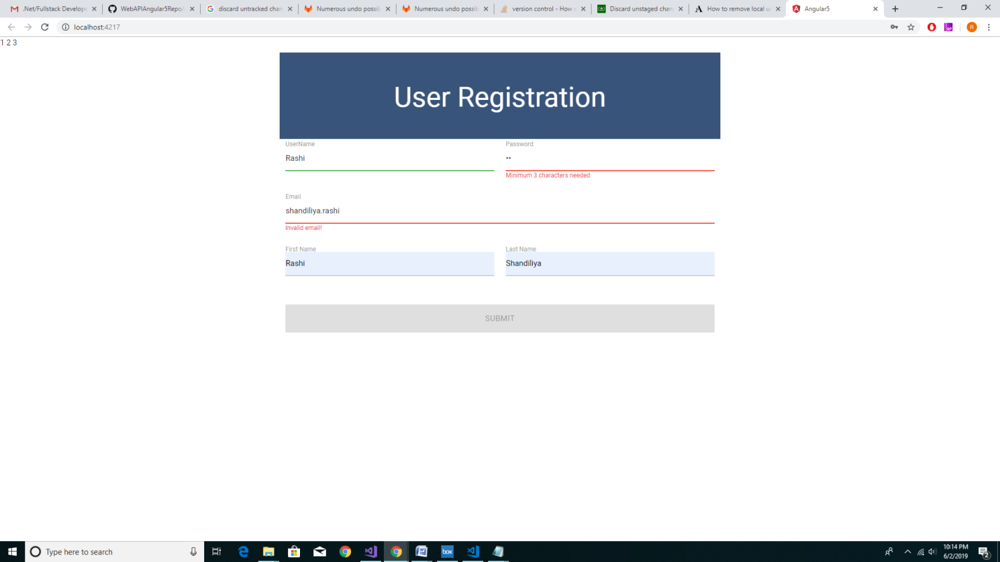 .Net/Fullstack Develope
WebAPIAngular5Repo/
discard untracked chan
Numerous undo possib
Numerous undo possib
version control - How c
Discard unstaged chan
How to remove local u
Angular5
localhost:4217
R
1 2 3
User Registration
UserName
Password
Rashi
••
Minimum 3 characters needed
Email
shandiliya.rashi
Invalid email!
First Name
Last Name
Rashi
Shandiliya
SUBMIT
Type here to search
box
10:14 PM
6/2/2019
2